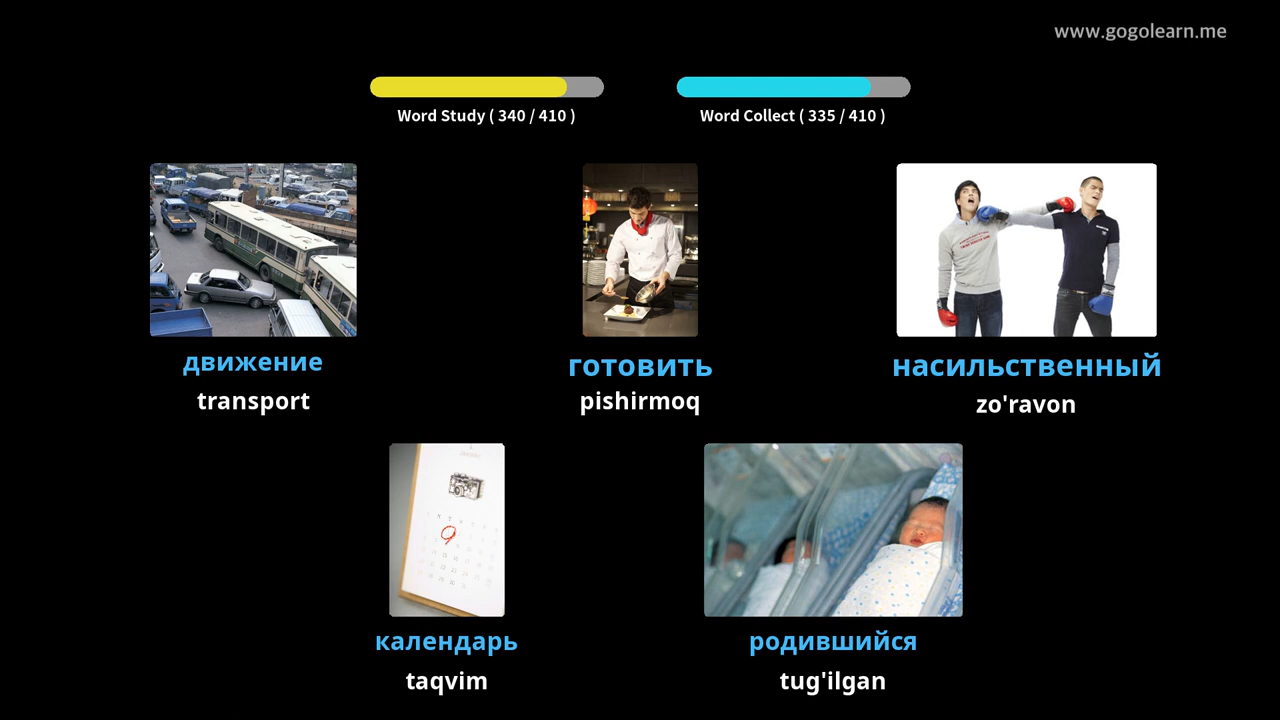 www.gogolearn.me
Word Study ( 340 / 410 )
Word Collect ( 335 / 410 )
движение
transport
готовить
pishirmoq
насильственный
zo'ravon
календарь
taqvim
родившийся
tug'ilgan